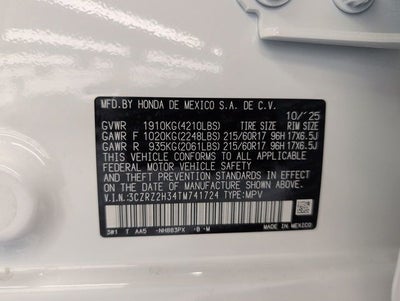 MFD.BY HONDA DE MEXICO S.A. DE C.V.
10/'25
TIRE SIZE RIM SIZE
GVWR 1910KG(4210LBS)
GAWR F 1020KG(2248LBS) 215/60R17 96H 17X6.5J
GAWR R 935KG(2061LBS) 215/60R17 96H 17X6.5J
THIS VEHICLE CONFORMS TO ALL APPLICABLE
FEDERAL MOTOR VEHICLE SAFETY
STANDARDS IN EFFECT ON THE DATE OF
MANUFACTURE SHOWN ABOVE.
V.I.N.:3CZRZ2H34TM741724 TYPE:MPV
T AA5 -NH883PX -B -M
MADE IN MEXICO